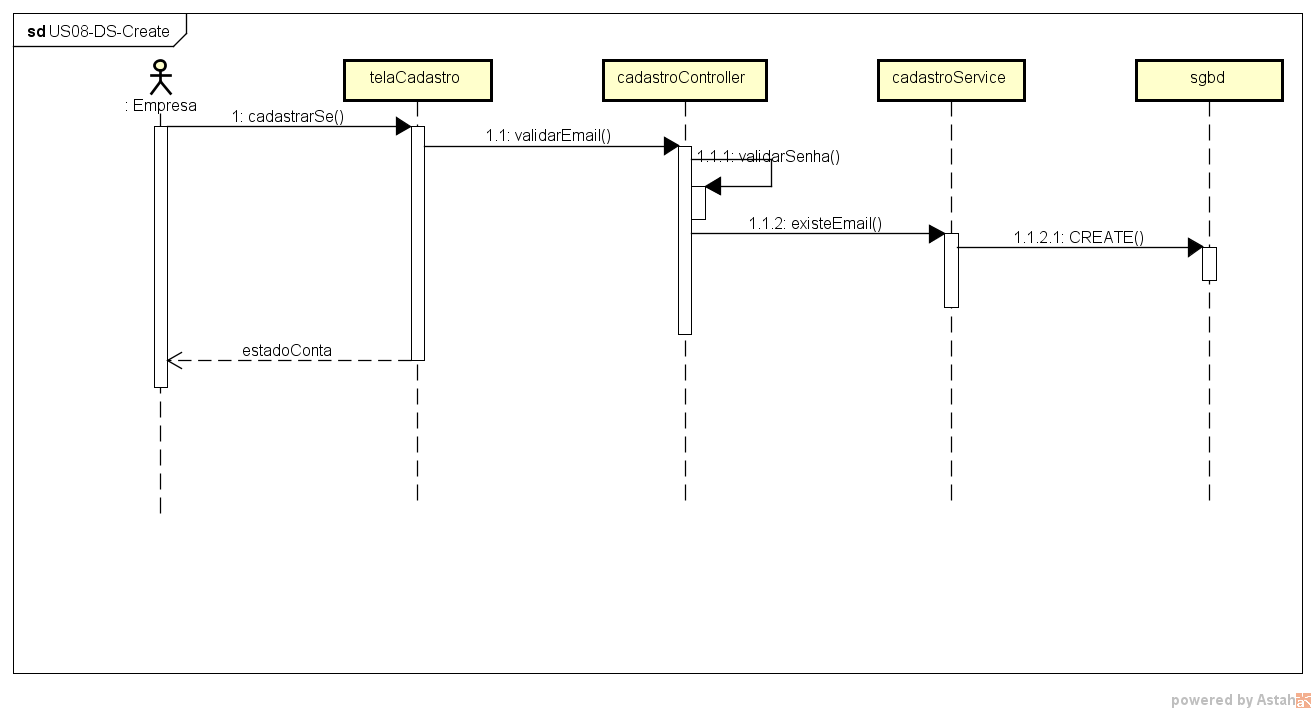 sd US08-DS-Create
: Empresa
telaCadastro
cadastroController
cadastroService
sgbd
1: cadastrarSe()
1.1: validarEmail()
1.1.1: validarSenha()
1.1.2: existeEmail()
1.1.2.1: CREATE()
estadoConta
powered by Astah